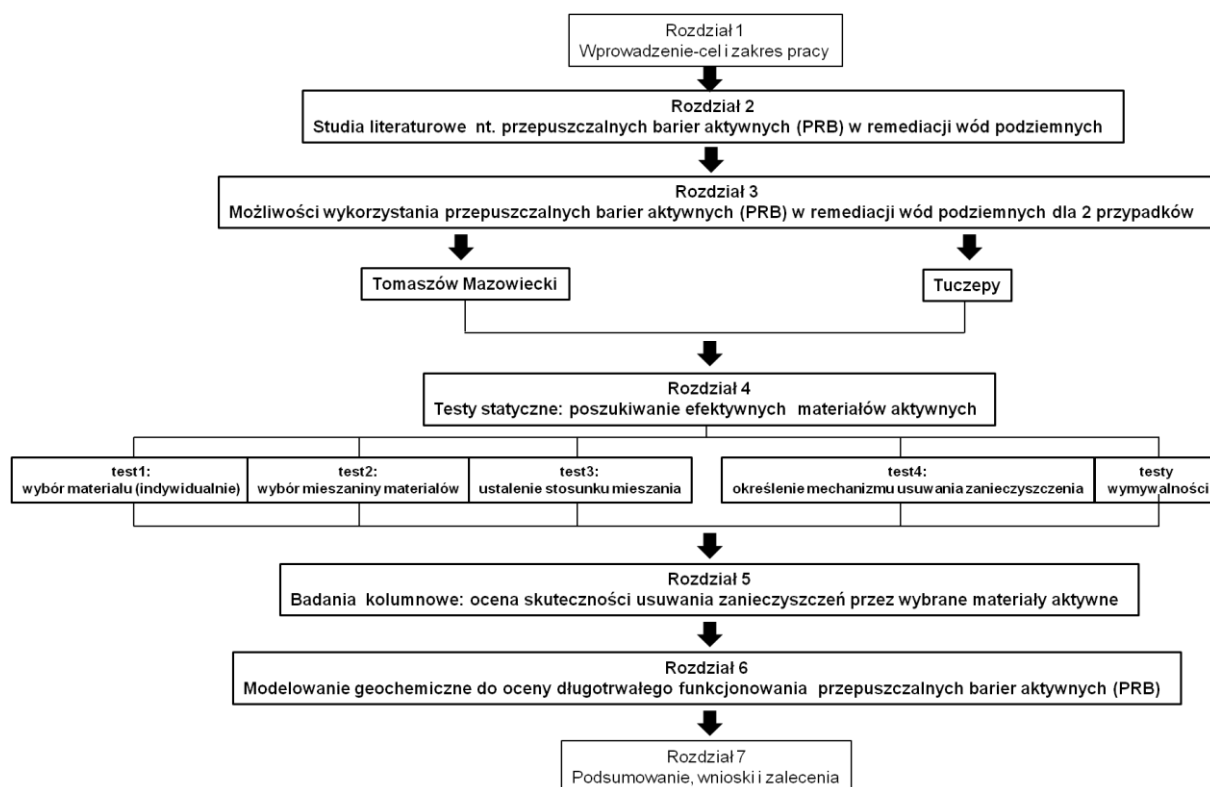 Rozdział 1
Wprowadzenie-cel i zakres pracy
Rozdział 2
Studia literaturowe nt. przepuszczalnych barier aktywnych (PRB) w remediacji wód podziemnych
Rozdział 3
Możliwości wykorzystania przepuszczalnych barier aktywnych (PRB) w remediacji wód podziemnych dla 2 przypadków
Tomaszów Mazowiecki
Tuczepy
Rozdział 4
Testy statyczne: poszukiwanie efektywnych materiałów aktywnych
test1:
wybór materiału (indywidualnie)
test2:
wybór mieszaniny materiałów
test3:
ustalenie stosunku mieszania
test4:
określenie mechanizmu usuwania zanieczyszczenia
testy
wymywalności
Rozdział 5
Badania kolumnowe: ocena skuteczności usuwania zanieczyszczeń przez wybrane materiały aktywne
Rozdział 6
Modelowanie geochemiczne do oceny długotrwałego funkcjonowania przepuszczalnych barier aktywnych (PRB)
Rozdział 7
Podsumowanie, wnioski i zalecenia